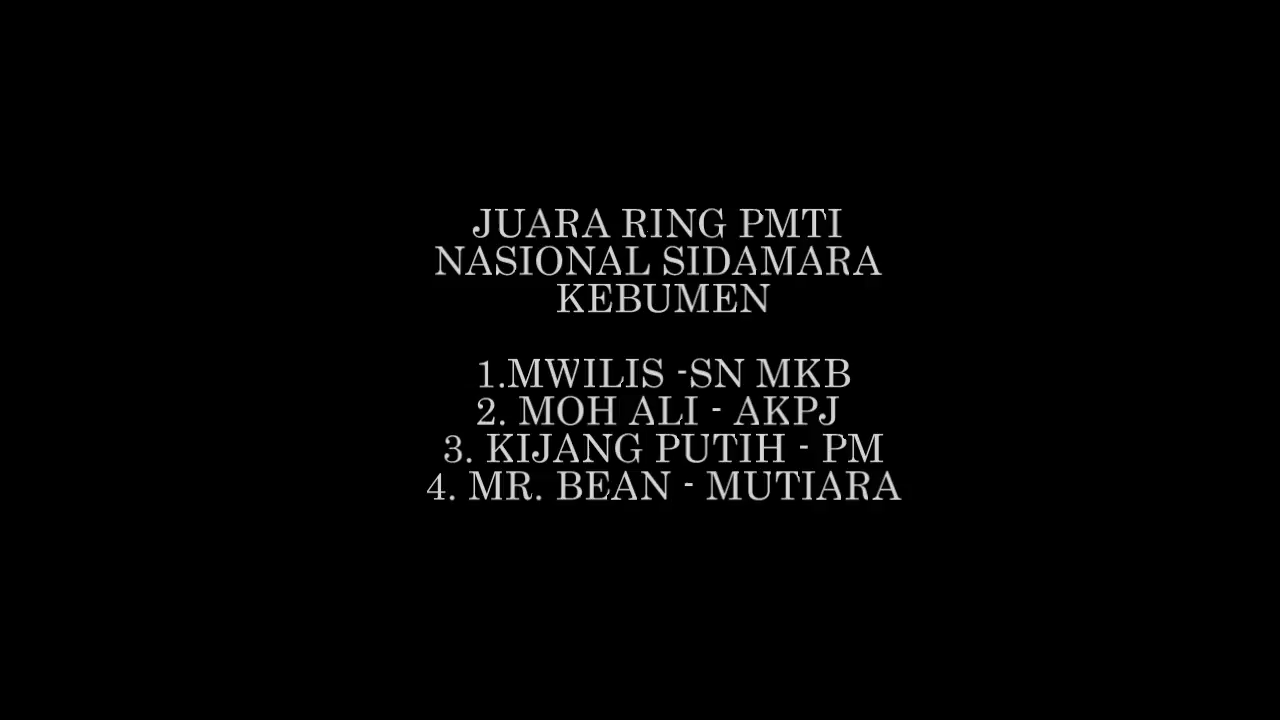 JUARA RING PMTI
NASIONAL SIDAMARA
KEBUMEN
1.MWILIS -SN MKB
2. MOH ALI - AKPJ
3. KIJANG PUTIH - PM
4. MR. BEAN - MUTIARA